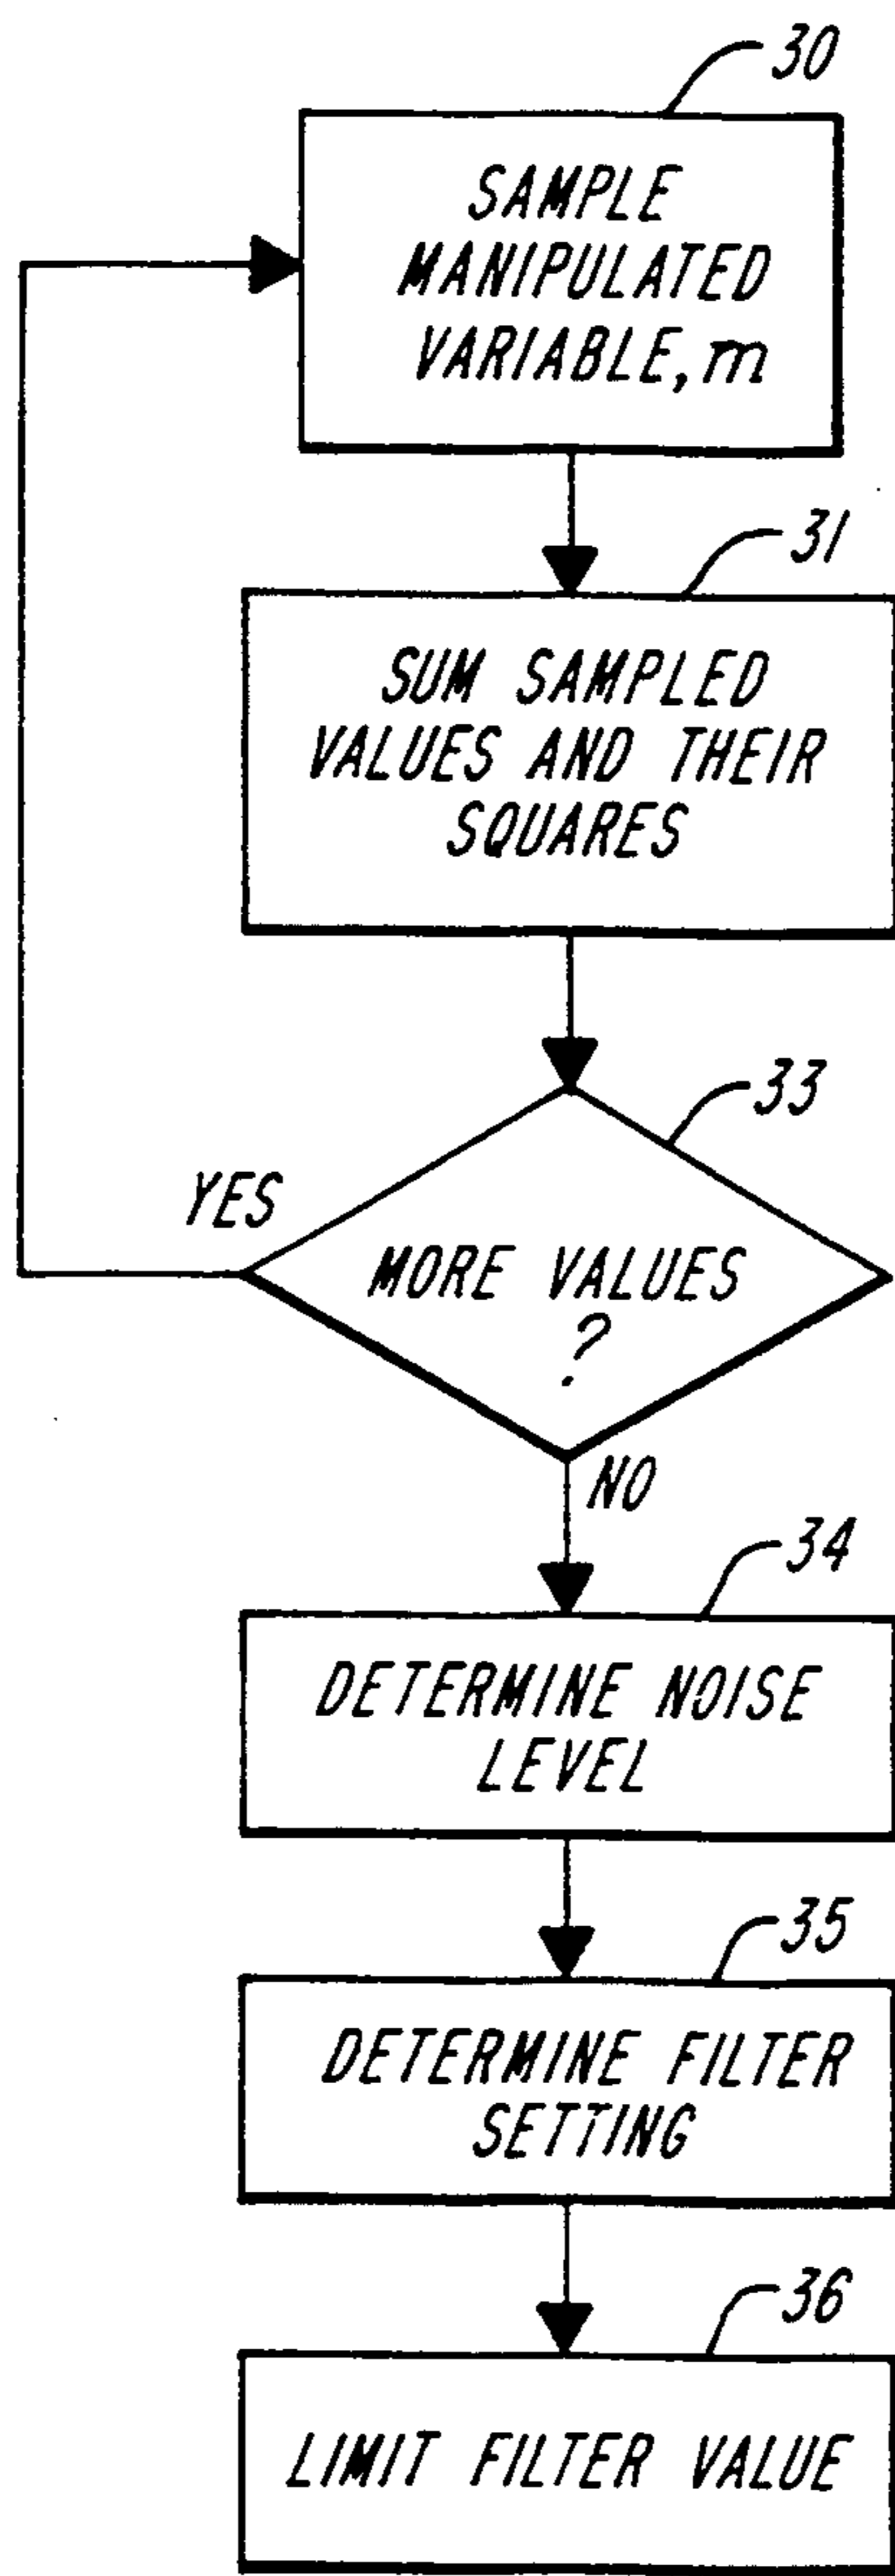 30
SAMPLE
MANIPULATED
VARIABLE, m
31
SUM SAMPLED
VALUES AND THEIR
SQUARES
33
YES
MORE VALUES
?
NO
34
DETERMINE NOISE
LEVEL
35
DETERMINE FILTER
SETTING
36
LIMIT FILTER VALUE